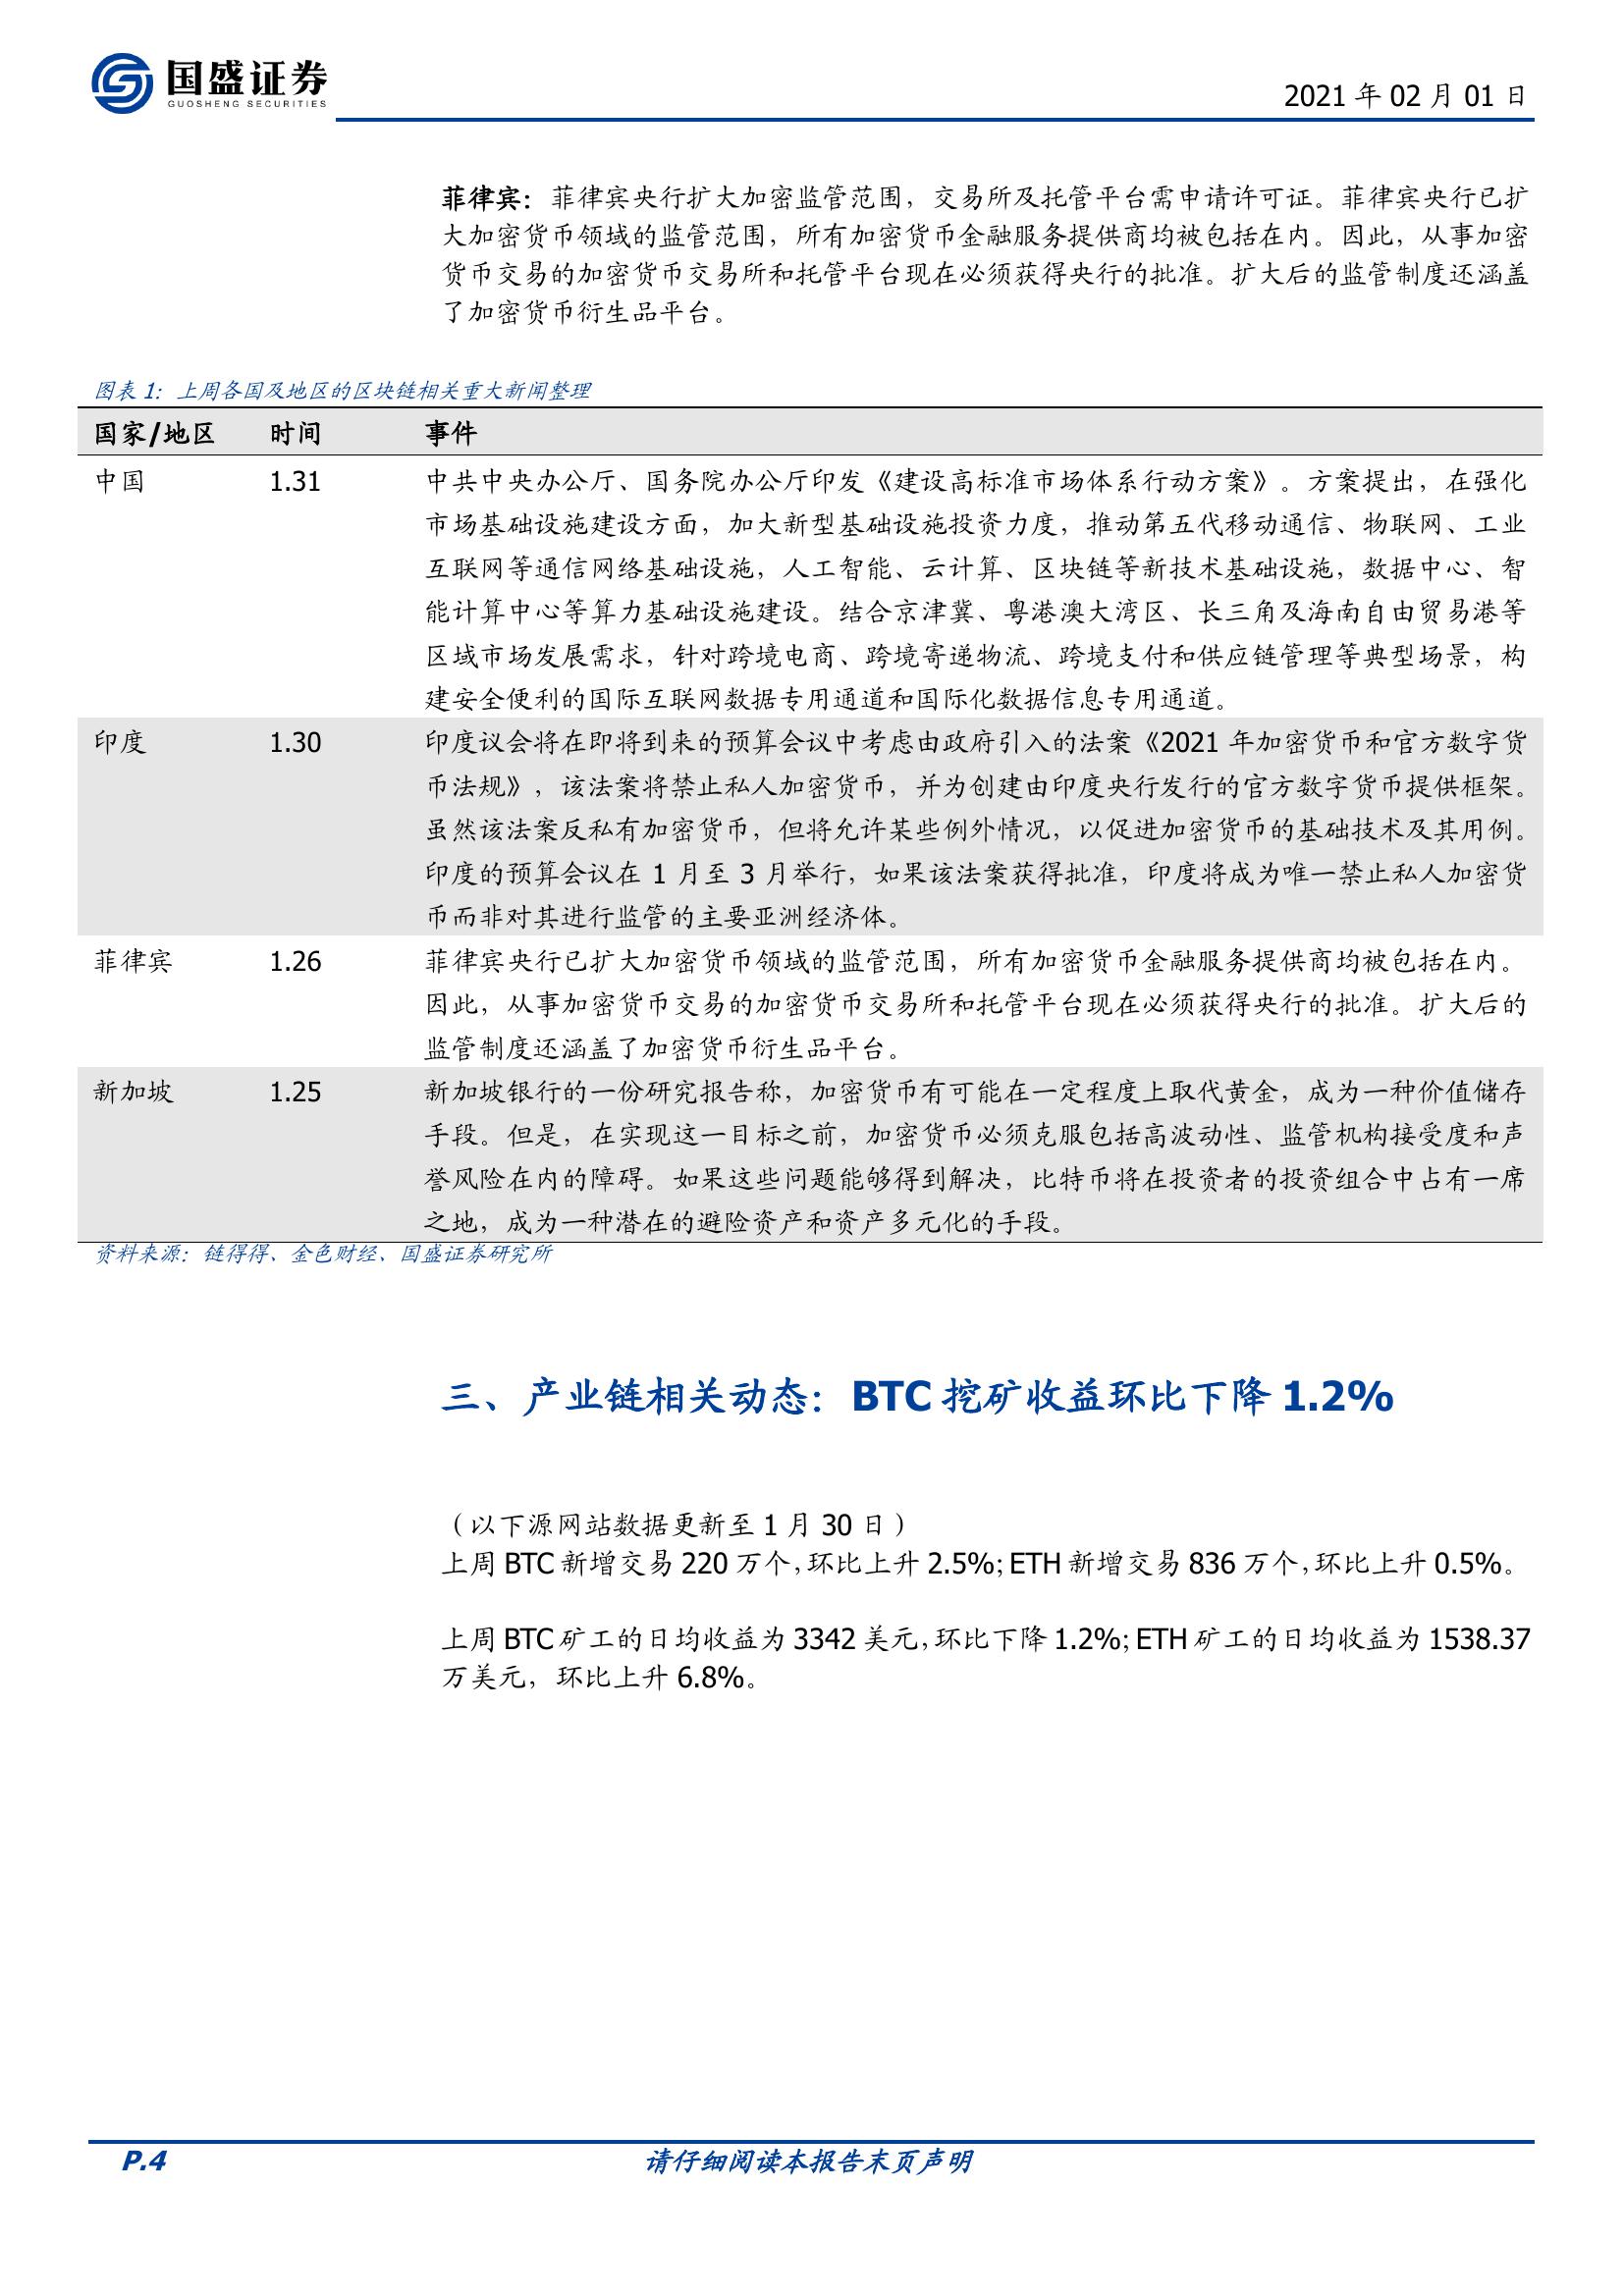 国盛证券
GUOSHENG SECURITIES
2021 年 02 月 01 日
菲律宾：菲律宾央行扩大加密监管范围，交易所及托管平台需申请许可证。菲律宾央行已扩
大加密货币领域的监管范围，所有加密货币金融服务提供商均被包括在内。因此，从事加密
货币交易的加密货币交易所和托管平台现在必须获得央行的批准。扩大后的监管制度还涵盖
了加密货币衍生品平台。
图表 1：上周各国及地区的区块链相关重大新闻整理
国家/地区 时间 事件
中国 1.31 中共中央办公厅、国务院办公厅印发《建设高标准市场体系行动方案》。方案提出，在强化
市场基础设施建设方面，加大新型基础设施投资力度，推动第五代移动通信、物联网、工业
互联网等通信网络基础设施，人工智能、云计算、区块链等新技术基础设施，数据中心、智
能计算中心等算力基础设施建设。结合京津冀、粤港澳大湾区、长三角及海南自由贸易港等
区域市场发展需求，针对跨境电商、跨境寄递物流、跨境支付和供应链管理等典型场景，构
建安全便利的国际互联网数据专用通道和国际化数据信息专用通道。
印度 1.30 印度议会将在即将到来的预算会议中考虑由政府引入的法案《2021 年加密货币和官方数字货
币法规》，该法案将禁止私人加密货币，并为创建由印度央行发行的官方数字货币提供框架。
虽然该法案反私有加密货币，但将允许某些例外情况，以促进加密货币的基础技术及其用例。
印度的预算会议在 1 月至 3 月举行，如果该法案获得批准，印度将成为唯一禁止私人加密货
币而非对其进行监管的主要亚洲经济体。
菲律宾 1.26 菲律宾央行已扩大加密货币领域的监管范围，所有加密货币金融服务提供商均被包括在内。
因此，从事加密货币交易的加密货币交易所和托管平台现在必须获得央行的批准。扩大后的
监管制度还涵盖了加密货币衍生品平台。
新加坡 1.25 新加坡银行的一份研究报告称，加密货币有可能在一定程度上取代黄金，成为一种价值储存
手段。但是，在实现这一目标之前，加密货币必须克服包括高波动性、监管机构接受度和声
誉风险在内的障碍。如果这些问题能够得到解决，比特币将在投资者的投资组合中占有一席
之地，成为一种潜在的避险资产和资产多元化的手段。
资料来源：链得得、金色财经、国盛证券研究所
三、产业链相关动态：BTC 挖矿收益环比下降 1.2%
（以下源网站数据更新至 1 月 30 日）
上周 BTC 新增交易 220 万个，环比上升 2.5%；ETH 新增交易 836 万个，环比上升 0.5%。
上周 BTC 矿工的日均收益为 3342 美元，环比下降 1.2%；ETH 矿工的日均收益为 1538.37
万美元，环比上升 6.8%。
P.4 请仔细阅读本报告末页声明